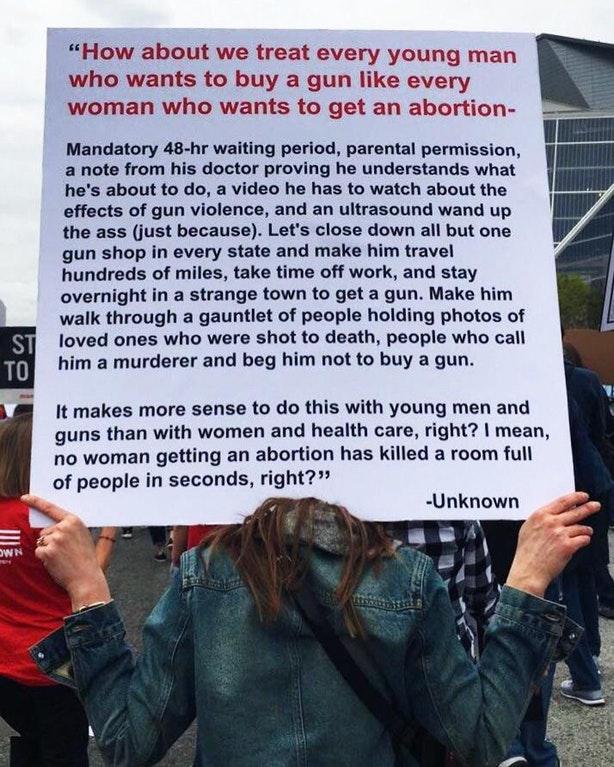 “How about we treat every young man
who wants to buy a gun like every
woman who wants to get an abortion-
Mandatory 48-hr waiting period, parental permission,
a note from his doctor proving he understands what
he's about to do, a video he has to watch about the
effects of gun violence, and an ultrasound wand up
the ass (just because). Let's close down all but one
gun shop in every state and make him travel
hundreds of miles, take time off work, and stay
overnight in a strange town to get a gun. Make him
walk through a gauntlet of people holding photos of
loved ones who were shot to death, people who call
him a murderer and beg him not to buy a gun.
It makes more sense to do this with young men and
guns than with women and health care, right? I mean,
no woman getting an abortion has killed a room full
of people in seconds, right?”
-Unknown
ST
TO
OWN